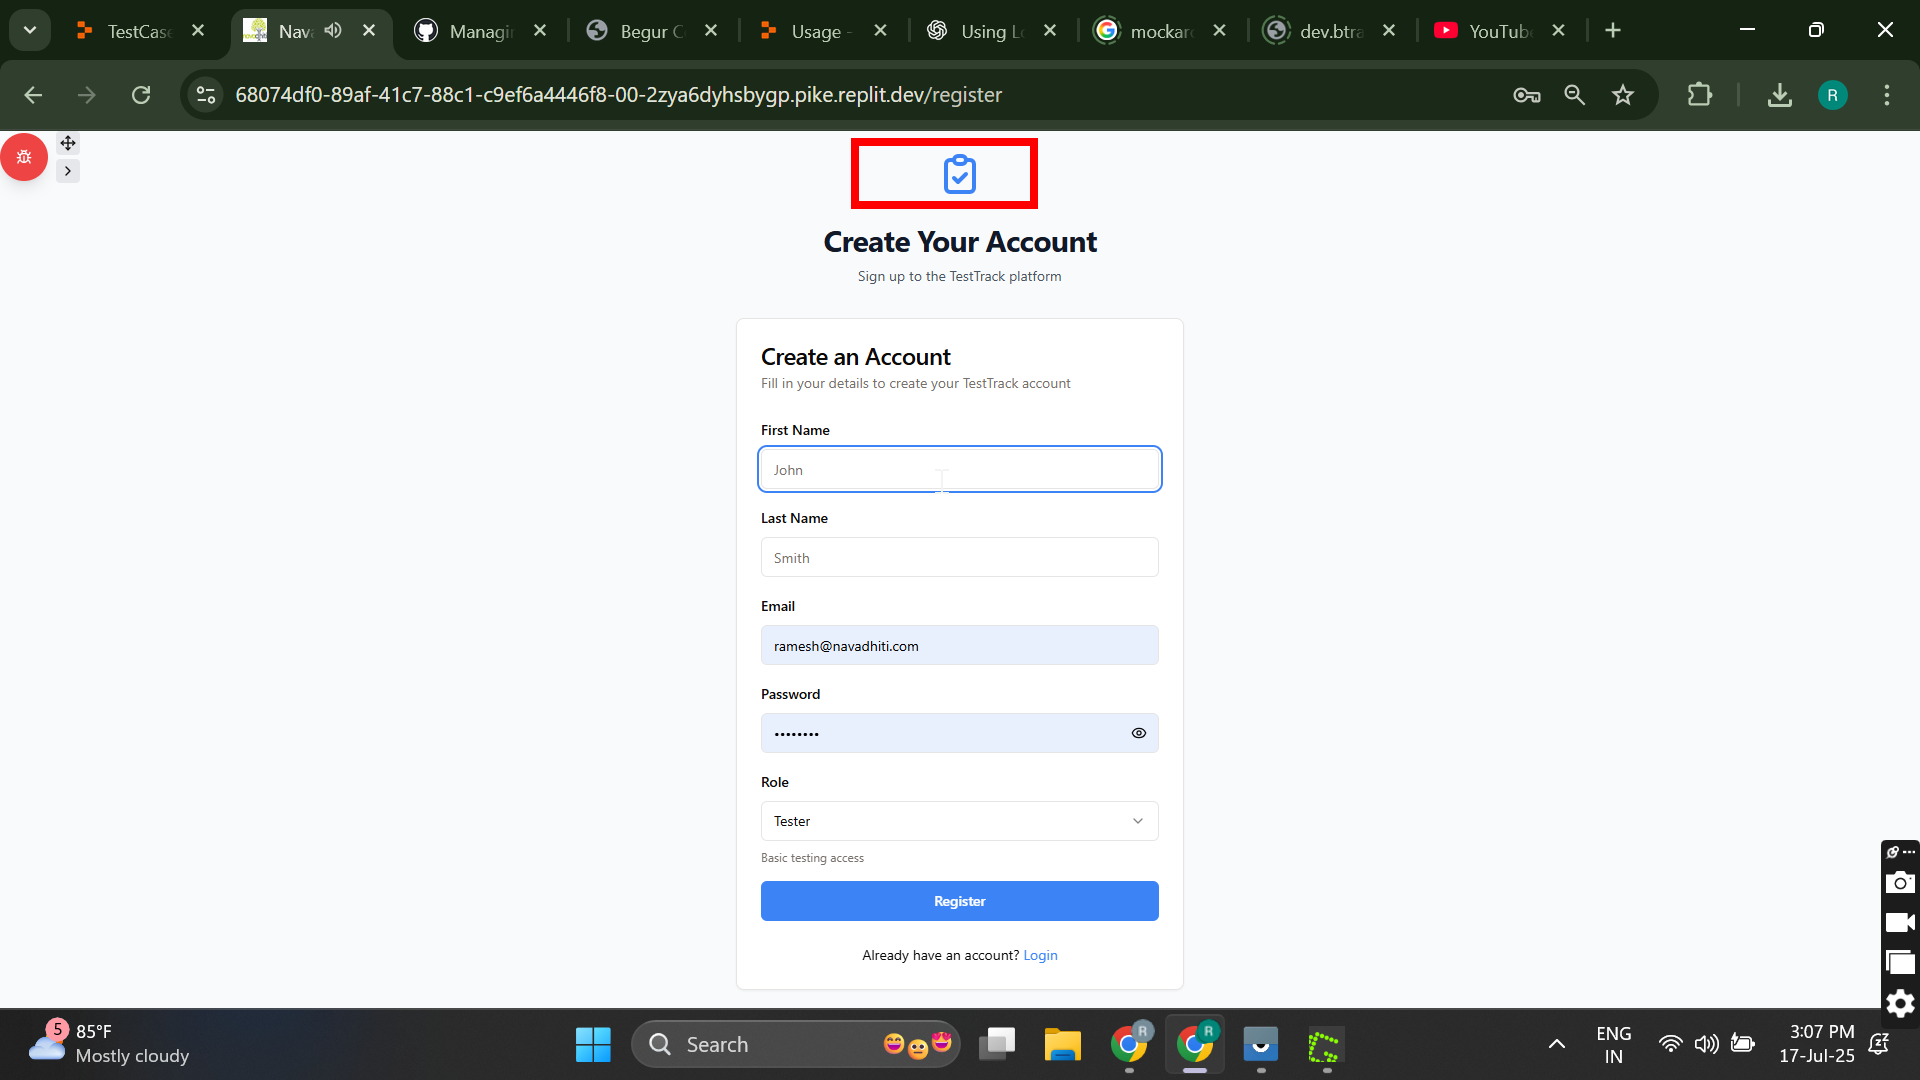 TestCase
Nav
Managi
Begur C
Usage -
Using L
mockar
dev.btra
YouTub
68074df0-89af-41c7-88c1-c9ef6a4446f8-00-2zya6dyhsbygp.pike.replit.dev/register
R
Create Your Account
Sign up to the TestTrack platform
Create an Account
Fill in your details to create your TestTrack account
First Name
John
Last Name
Smith
Email
ramesh@navadhiti.com
Password
••••••••
Role
Tester
Basic testing access
Register
Already have an account? Login
5
85°F
Mostly cloudy
Search
R
R
ENG
IN
3:07 PM
17-Jul-25